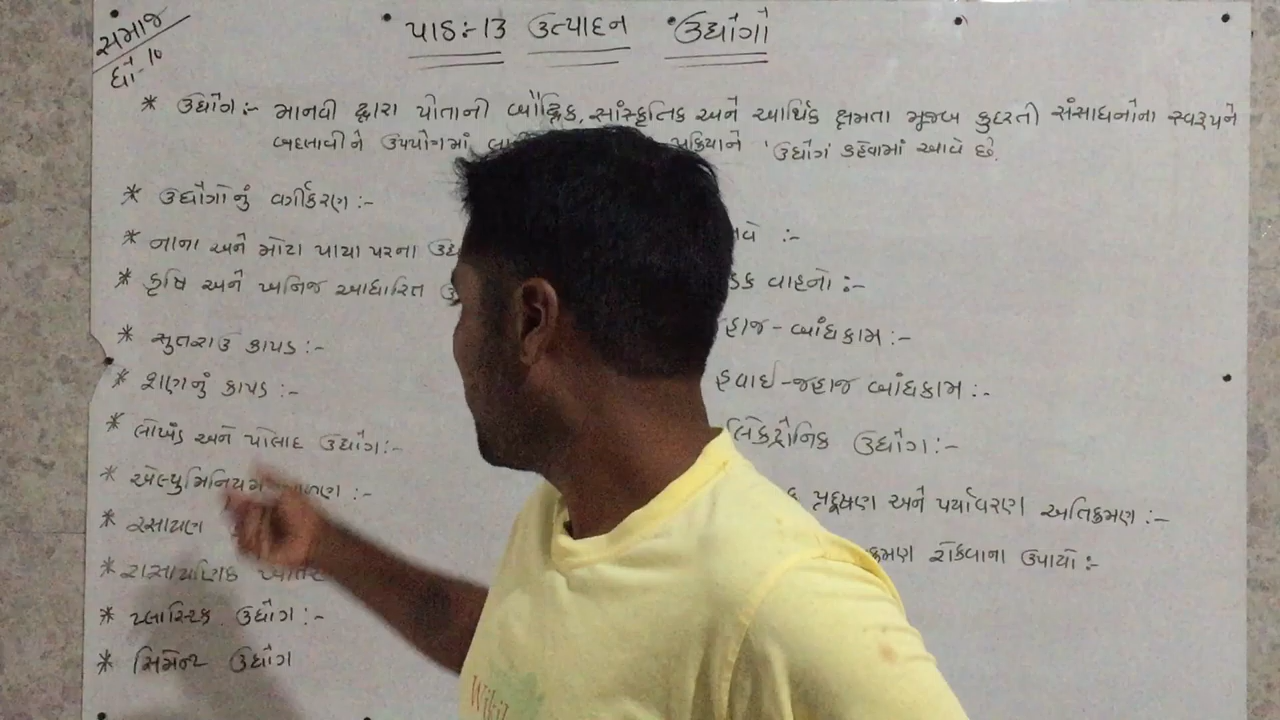 સમાજ
ધો-૧૦
પાઠ:-13 ઉત્પાદન ઉદ્યોગો
* ઉદ્યોગ:- માનવી દ્વારા પોતાની બૌદ્ધિક, સાંસ્કૃતિક અને આર્થિક ક્ષમતા મૂજબ કુદરતી સંસાધનોના સ્વરૂપને
બદલાવીને ઉપયોગમાં પ્રક્રિયાને 'ઉદ્યોગ' કહેવામાં આવે છે.
* ઉદ્યોગોનું વર્ગીકરણ:-
* નાના અને મોટા પાયા પરના
* કૃષિ અને ખનિજ આધારિત
* સુતરાઉ કાપડ:-
* શણનું કાપડ:-
* લોખંડ અને પોલાદ ઉદ્યોગ:-
* એલ્યુમિનિયમ :-
* રસાયણ
* રાસાયણિક ખાતર
* પ્લાસ્ટિક ઉદ્યોગ:-
* સિમેન્ટ ઉદ્યોગ
:-
વાહનો:-
બાંધકામ:-
હવાઈ-જહાજ બાંધકામ:-
ઉદ્યોગ:-
પ્રદૂષણ અને પર્યાવરણ અતિક્રમણ:-
રોકવાના ઉપાયો:-